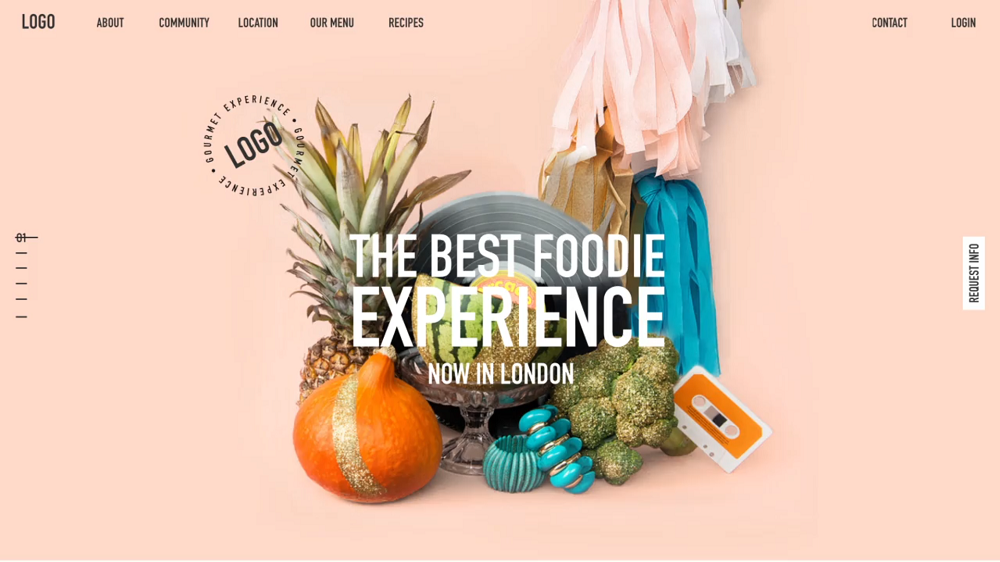 LOGO
ABOUT
COMMUNITY
LOCATION
OUR MENU
RECIPES
CONTACT
LOGIN
GOURMET EXPERIENCE • GOURMET EXPERIENCE •
LOGO
01
THE BEST FOODIE
EXPERIENCE
NOW IN LONDON
REQUEST INFO